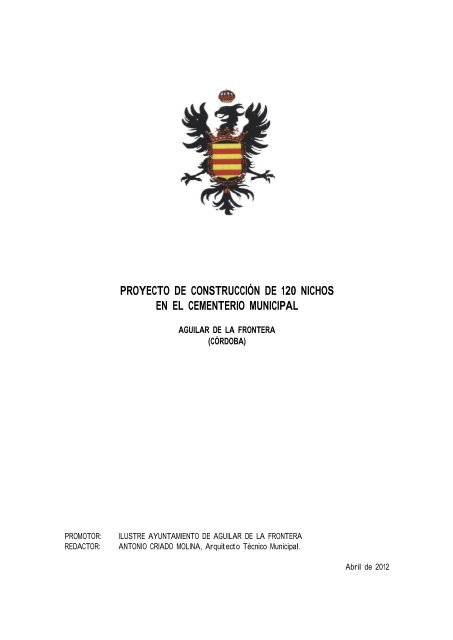 PROYECTO DE CONSTRUCCIÓN DE 120 NICHOS
EN EL CEMENTERIO MUNICIPAL
AGUILAR DE LA FRONTERA
(CÓRDOBA)
PROMOTOR: ILUSTRE AYUNTAMIENTO DE AGUILAR DE LA FRONTERA
REDACTOR: ANTONIO CRIADO MOLINA, Arquitecto Técnico Municipal.
Abril de 2012